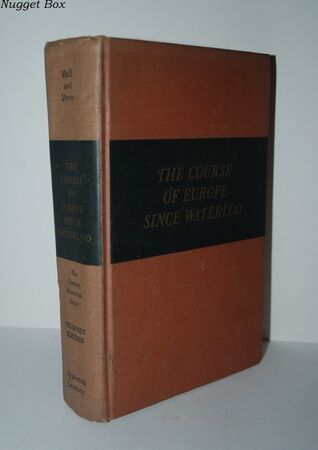 Nugget Box
Hall
and
Davis
THE
COURSE
OF
EUROPE
SINCE
WATERLOO
The
Century
Historical
Series
STUDENTS'
EDITION
Appleton
Century
THE COURSE
OF EUROPE
SINCE WATERLOO